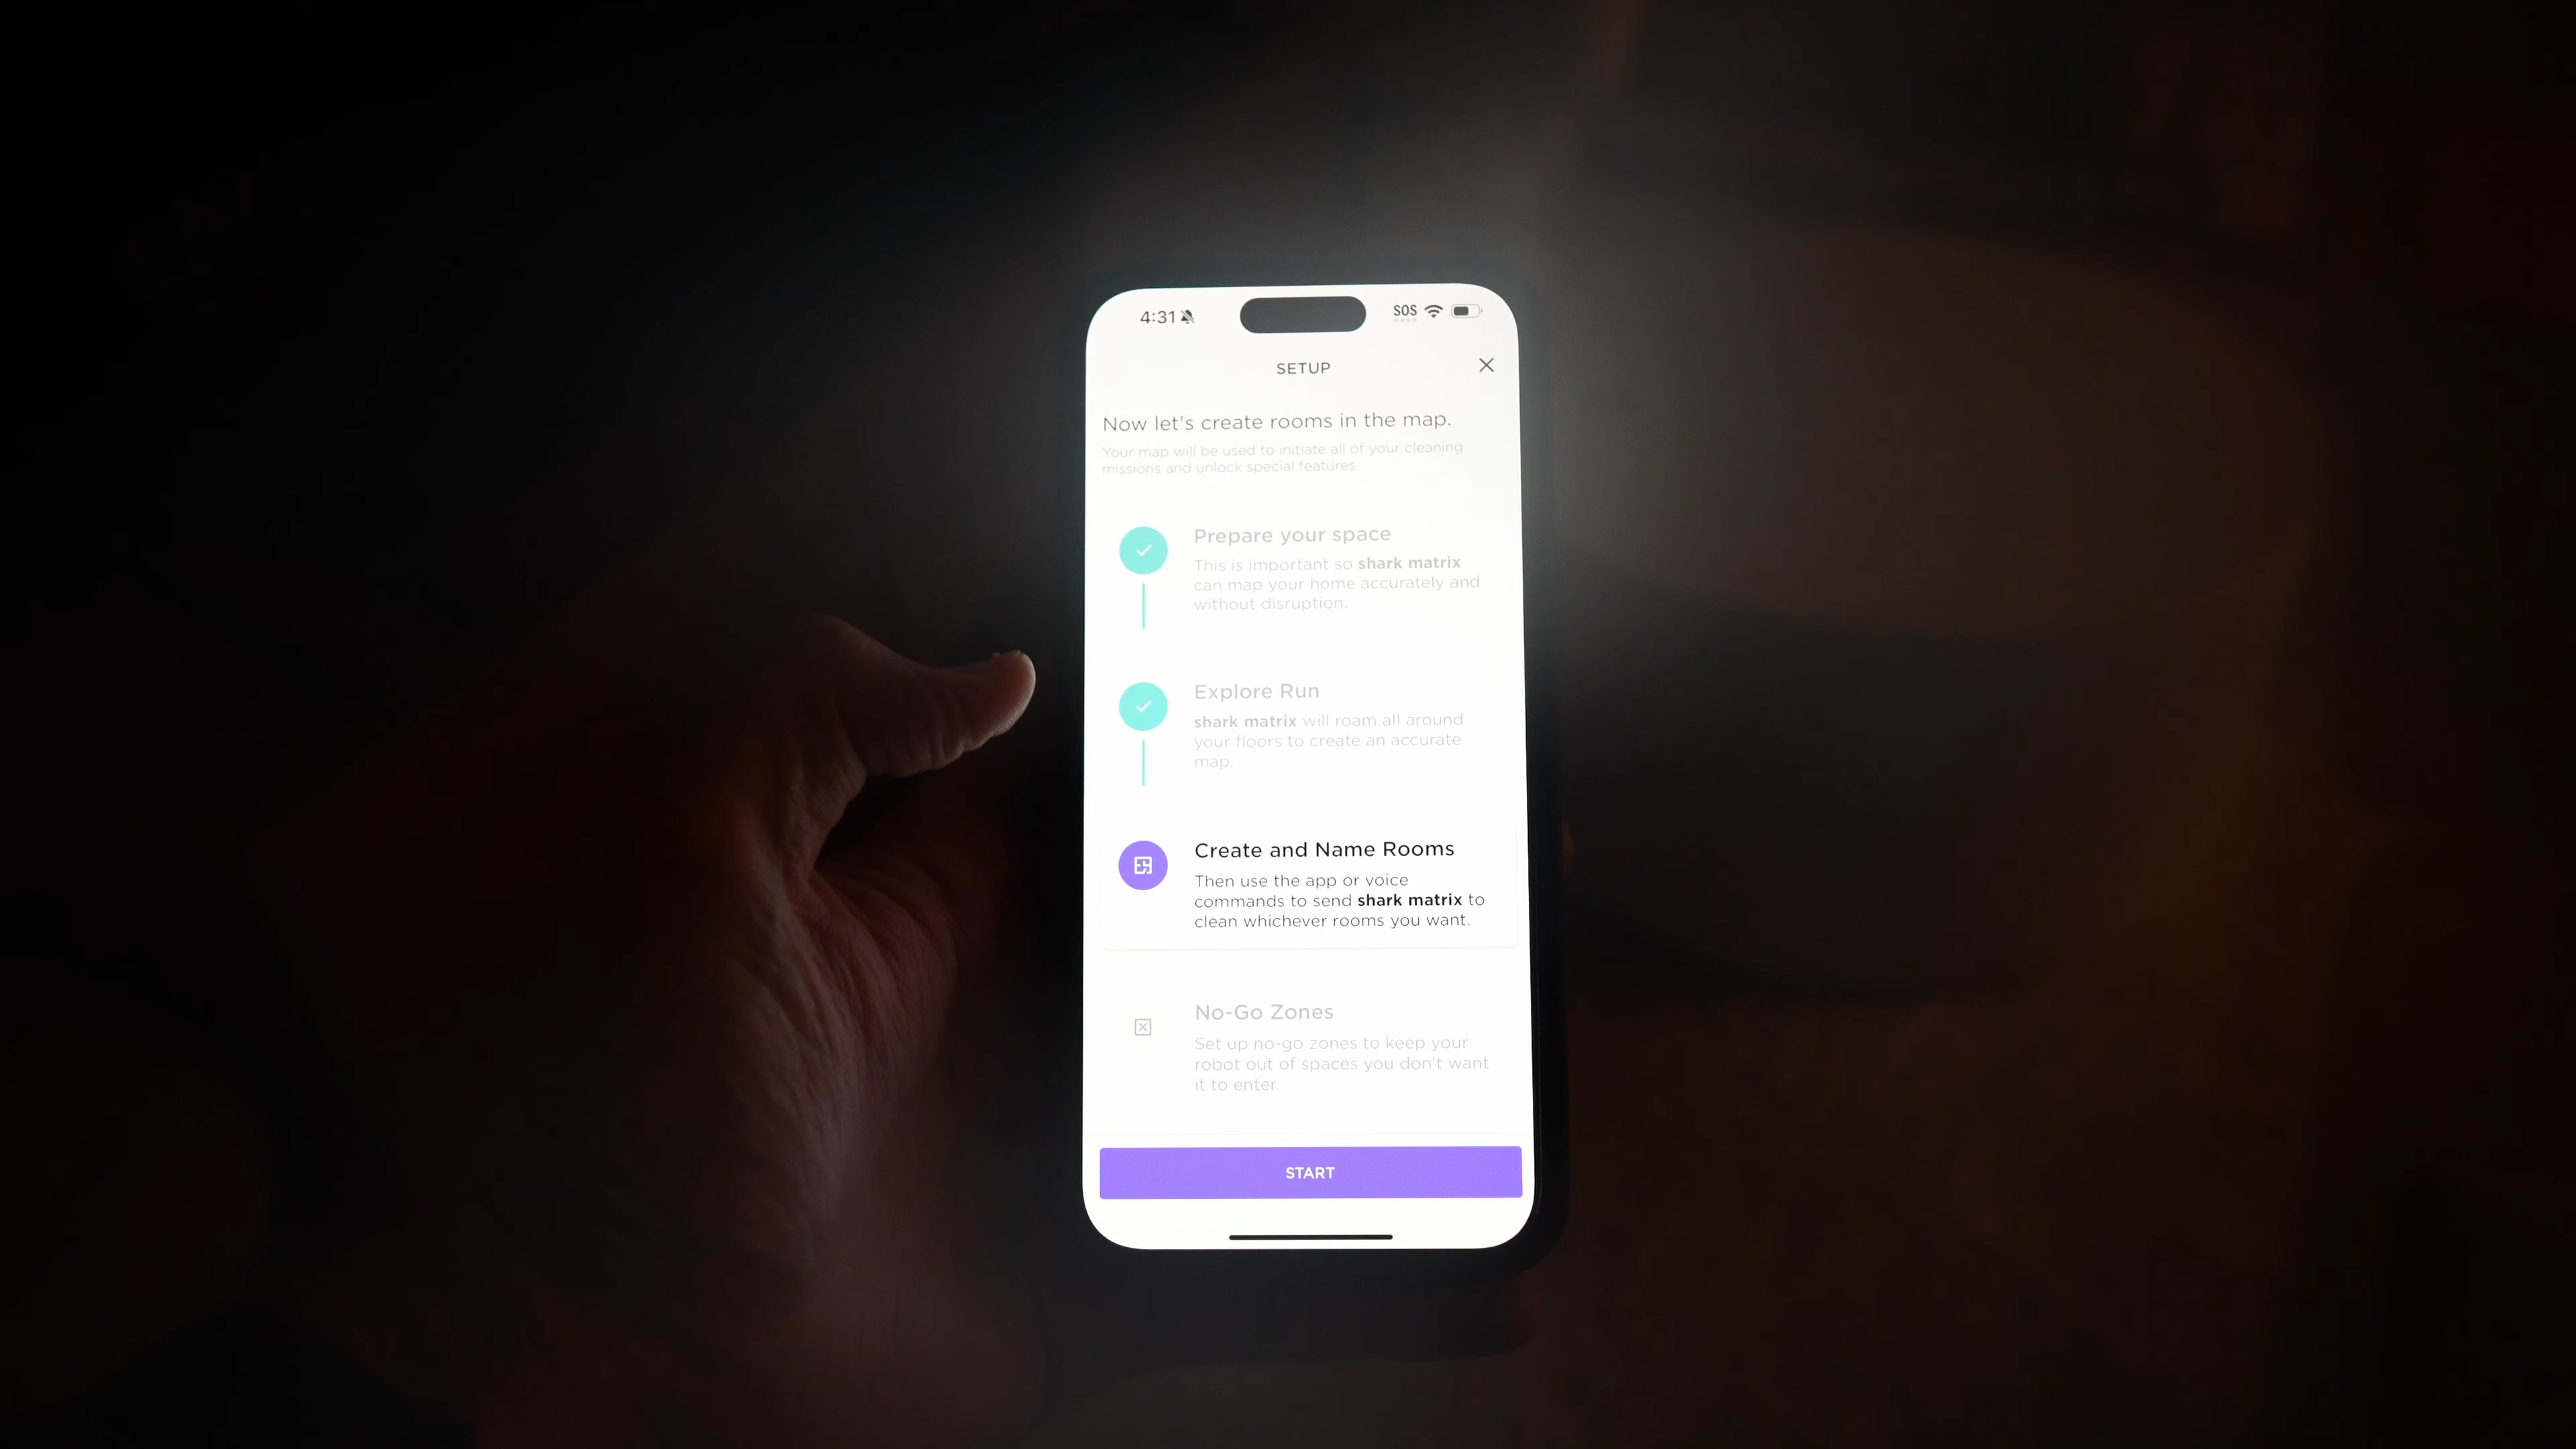 4:31
SOS
SETUP
Now let's create rooms in the map.
Your map will be used to initiate all of your cleaning
missions and unlock special features.
Prepare your space
This is important so shark matrix
can map your home accurately and
without disruption.
Explore Run
shark matrix will roam all around
your floors to create an accurate
map.
Create and Name Rooms
Then use the app or voice
commands to send shark matrix to
clean whichever rooms you want.
No-Go Zones
Set up no-go zones to keep your
robot out of spaces you don't want
it to enter.
START